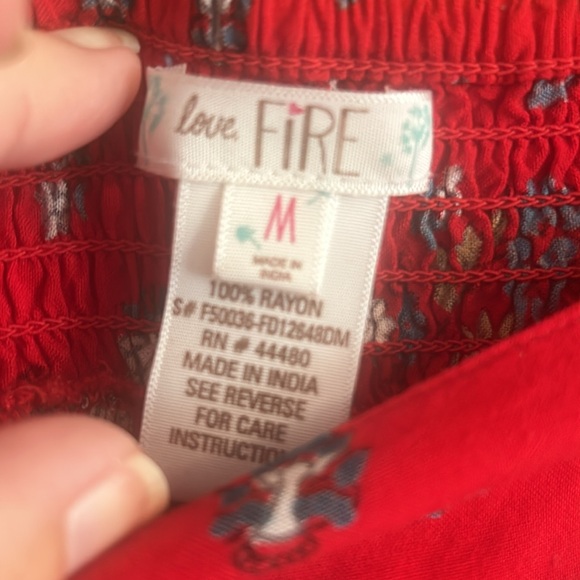 love, FiRE
M
MADE IN
INDIA
100% RAYON
S# F50036-FD12648DM
RN # 44480
MADE IN INDIA
SEE REVERSE
FOR CARE